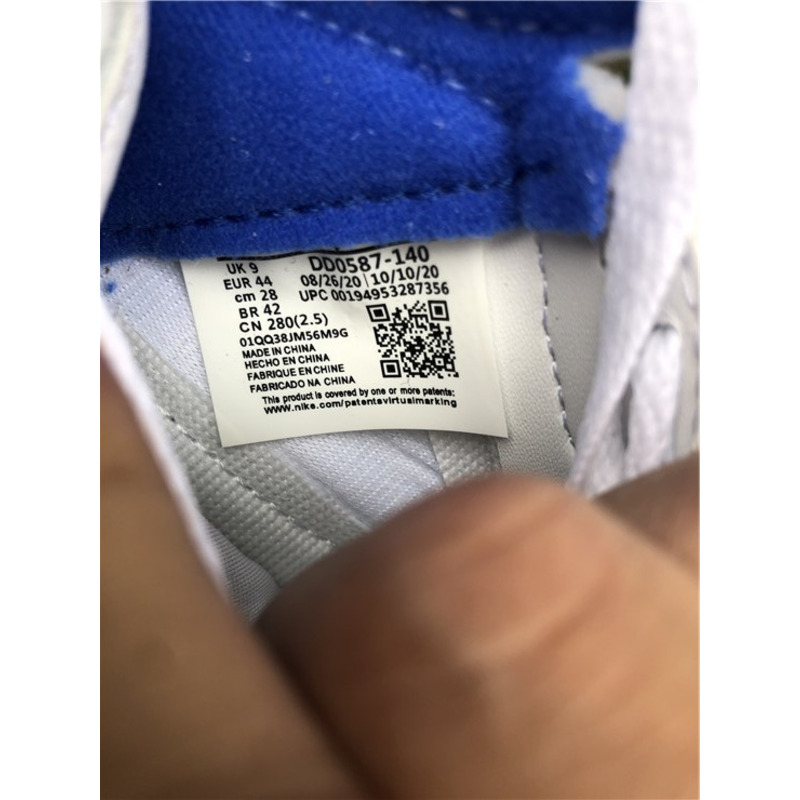 UK 9 DD0587-140
EUR 44 08/26/20 10/10/20
cm 28 UPC 00194953287356
BR 42
CN 280(2.5)
01QQ38JM56M9G
MADE IN CHINA
HECHO EN CHINA
FABRIQUE EN CHINE
FABRICADO NA CHINA
This product is covered by one or more patents:
www.nike.com/patentsvirtualmarking